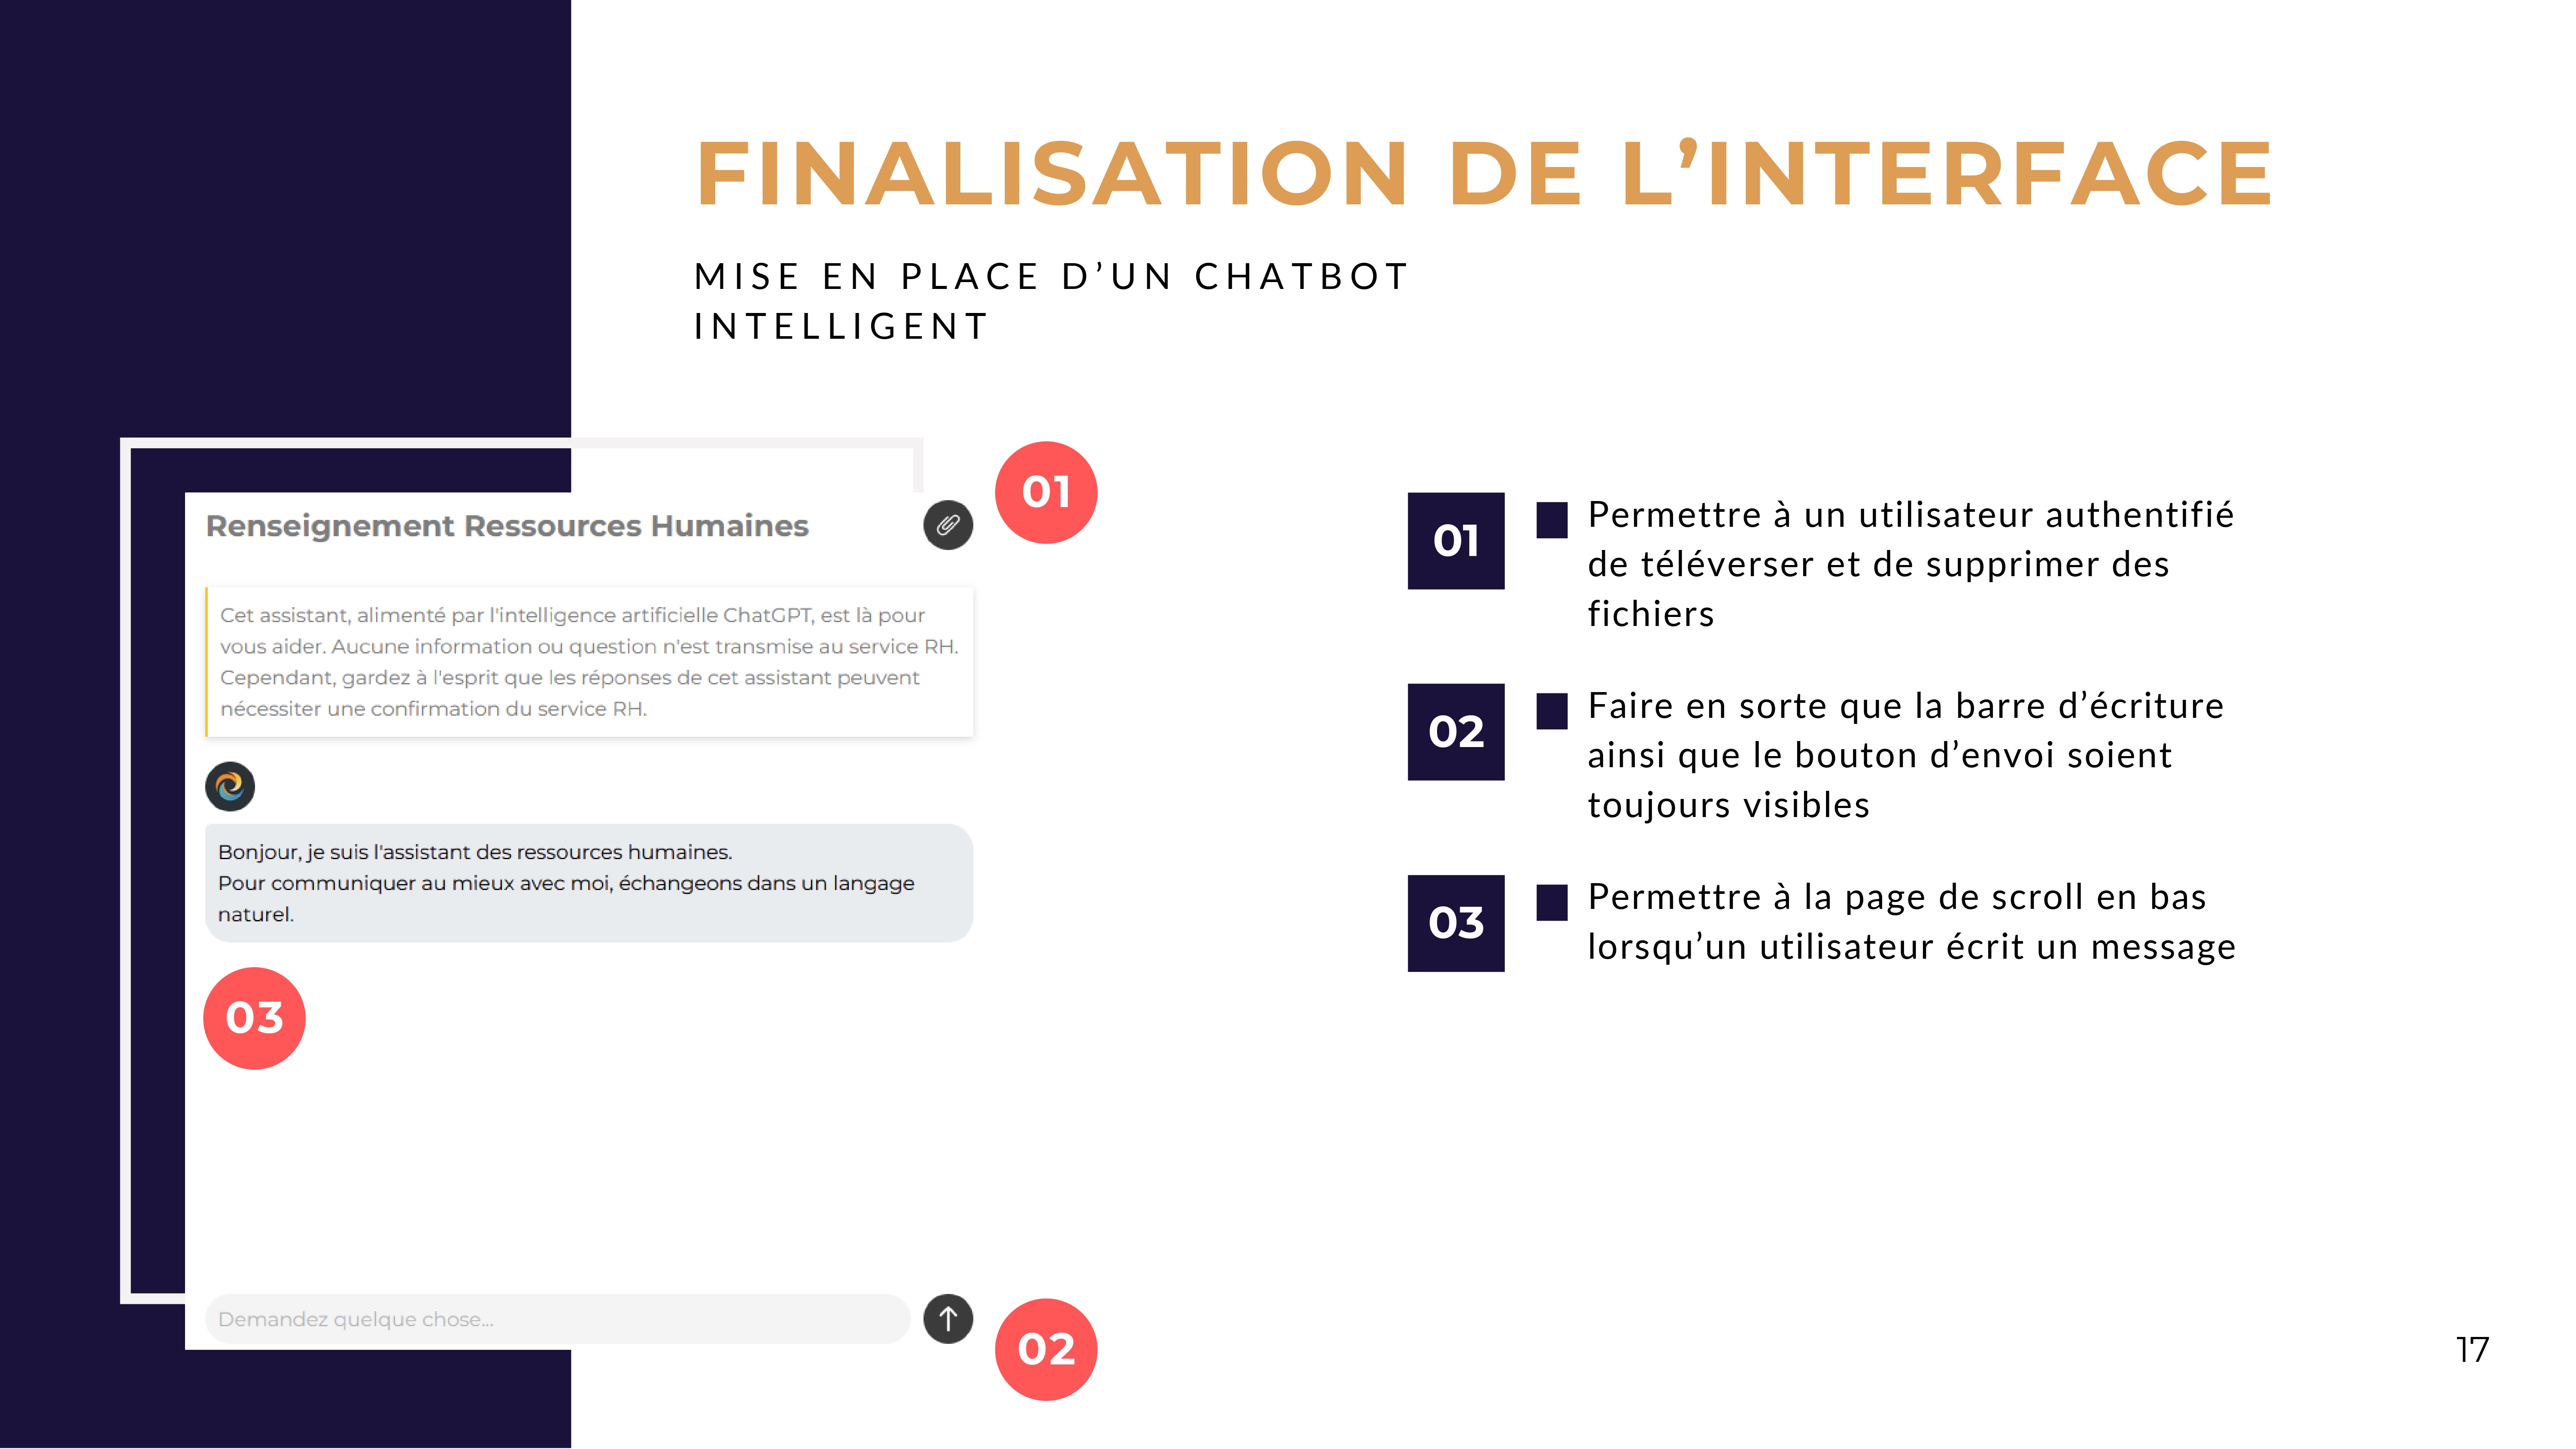 FINALISATION DE L’INTERFACE
MISE EN PLACE D’UN CHATBOT
INTELLIGENT
01
Renseignement Ressources Humaines
Cet assistant, alimenté par l'intelligence artificielle ChatGPT, est là pour
vous aider. Aucune information ou question n'est transmise au service RH.
Cependant, gardez à l'esprit que les réponses de cet assistant peuvent
nécessiter une confirmation du service RH.
Bonjour, je suis l'assistant des ressources humaines.
Pour communiquer au mieux avec moi, échangeons dans un langage
naturel.
03
Demandez quelque chose...
02
01
Permettre à un utilisateur authentifié
de téléverser et de supprimer des
fichiers
02
Faire en sorte que la barre d’écriture
ainsi que le bouton d’envoi soient
toujours visibles
03
Permettre à la page de scroll en bas
lorsqu’un utilisateur écrit un message
17